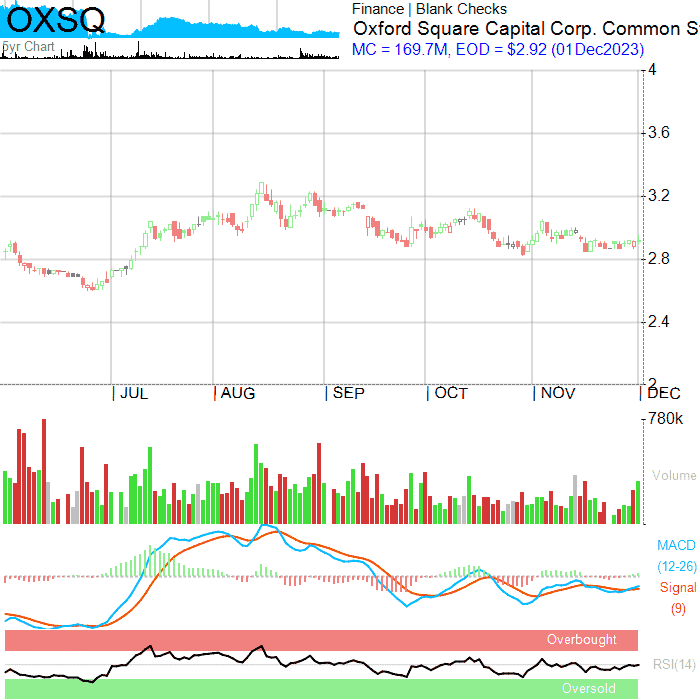 OXSQ
5yr Chart
Finance | Blank Checks
Oxford Square Capital Corp. Common S
MC = 169.7M, EOD = $2.92 (01Dec2023)
4
3.6
3.2
2.8
2.4
2
| JUL | AUG | SEP | OCT | NOV | DEC
780k
Volume
MACD
(12-26)
Signal
(9)
Overbought
RSI(14)
Oversold